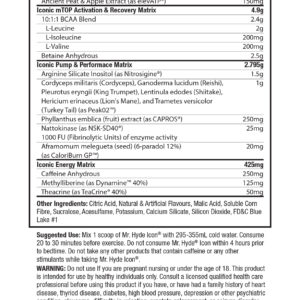 Ancient Peat & Apple Extract (as elevATP™) 150mg
Iconic mTOP Activation & Recovery Matrix 4.9g
10:1:1 BCAA Blend 2.4g
L-Leucine 2g
L-Isoleucine 200mg
L-Valine 200mg
Betaine Anhydrous 2.5g
Iconic Pump & Performace Matrix 2.795g
Arginine Silicate Inositol (as Nitrosigine®) 1.5g
Cordyceps militaris (Cordyceps), Ganoderma lucidum (Reishi), 1g
Pleurotus eryngii (King Trumpet), Lentinula edodes (Shiitake),
Hericium erinaceus (Lion's Mane), and Trametes versicolor
(Turkey Tail) (as Peak02™)
Phyllanthus emblica (fruit) extract (as CAPROS®) 250mg
Nattokinase (as NSK-SD40®) 25mg
1000 FU (Fibrinolytic Units) of enzyme activity
Aframomum melegueta (seed) (6-paradol 12%) 20mg
(as CaloriBurn GP™)
Iconic Energy Matrix 425mg
Caffeine Anhydrous 250mg
Methylliberine (as Dynamine™ 40%) 125mg
Theacrine (as TeaCrine® 40%) 50mg
Other Ingredients: Citric Acid, Natural & Artificial Flavours, Malic Acid, Soluble Corn
Fibre, Sucralose, Acesulfame, Potassium, Calcium Silicate, Silicon Dioxide, FD&C Blue
Lake #1
Suggested Use: Mix 1 scoop of Mr. Hyde Icon® with 295-355mL cold water. Consume
20 to 30 minutes before exercise. Do not consume Mr. Hyde® Icon within 4 hours prior
to bedtime. Do not take any other products that contain caffeine or any other
stimulants while taking Mr. Hyde® Icon.
WARNING: Do not use if you are pregnant nursing or under the age of 18. This product
is intended for use by healthy individuals only. Consult a licensed qualified health care
professional before using this product if you have, or have had a family history of heart
disease, thyroid disease, diabetes, high blood pressure, depression or other psychiatric